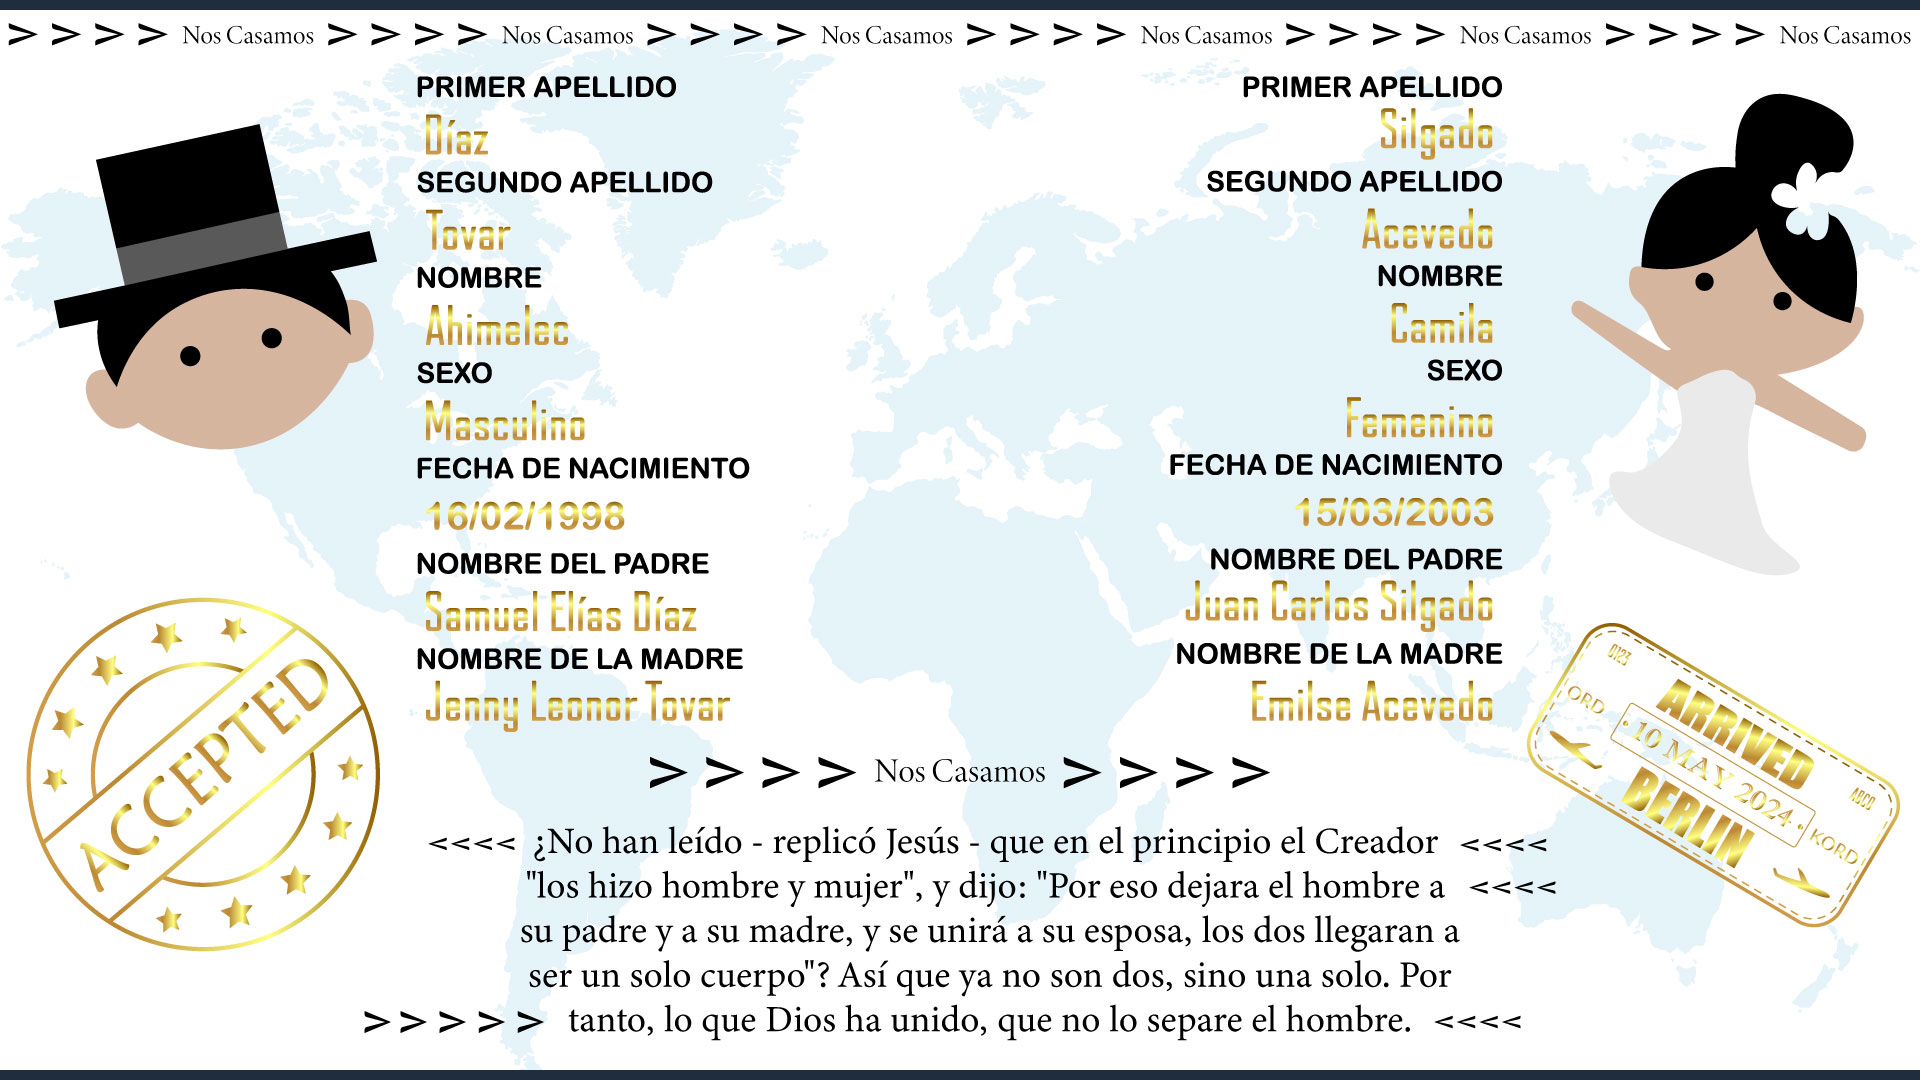 > > > > Nos Casamos > > > > Nos Casamos > > > > Nos Casamos > > > > Nos Casamos > > > > Nos Casamos > > > > Nos Casamos
PRIMER APELLIDO
Díaz
SEGUNDO APELLIDO
Tovar
NOMBRE
Ahimelec
SEXO
Masculino
FECHA DE NACIMIENTO
16/02/1998
NOMBRE DEL PADRE
Samuel Elías Díaz
NOMBRE DE LA MADRE
Jenny Leonor Tovar
PRIMER APELLIDO
Silgado
SEGUNDO APELLIDO
Acevedo
NOMBRE
Camila
SEXO
Femenino
FECHA DE NACIMIENTO
15/03/2003
NOMBRE DEL PADRE
Juan Carlos Silgado
NOMBRE DE LA MADRE
Emilse Acevedo
ACCEPTED
0123
ORD
ARRIVED
· 10 MAY 2024 ·
BERLIN
ABCD
KORD
> > > > Nos Casamos > > > >
<<<< ¿No han leído - replicó Jesús - que en el principio el Creador <<<<
"los hizo hombre y mujer", y dijo: "Por eso dejara el hombre a <<<<
su padre y a su madre, y se unirá a su esposa, los dos llegaran a
ser un solo cuerpo"? Así que ya no son dos, sino una solo. Por
> > > > > tanto, lo que Dios ha unido, que no lo separe el hombre. <<<<